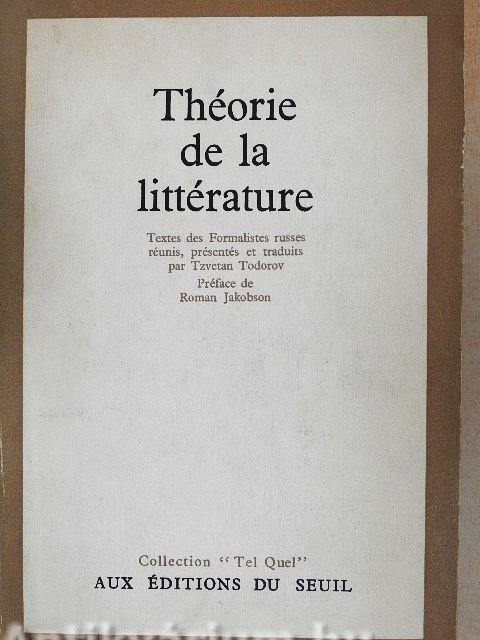 Théorie
de la
littérature
Textes des Formalistes russes
réunis, présentés et traduits
par Tzvetan Todorov
Préface de
Roman Jakobson
Collection “Tel Quel”
AUX ÉDITIONS DU SEUIL